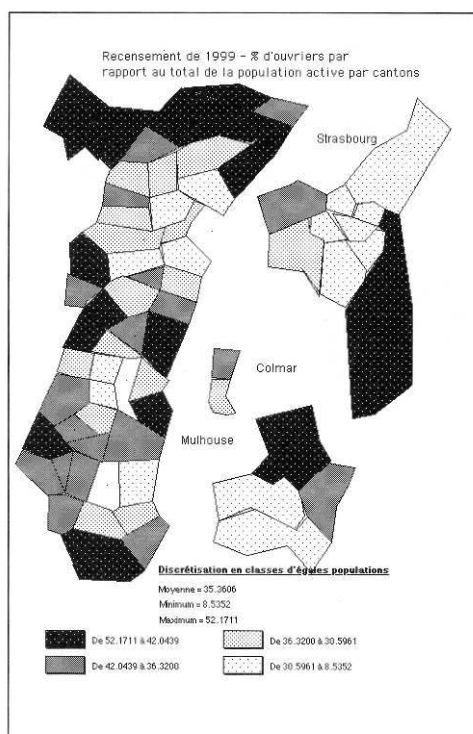 Recensement de 1999 - % d'ouvriers par
rapport au total de la population active par cantons
Strasbourg
Colmar
Mulhouse
Discrétisation en classes d'égales populations
Moyenne = 35.3606
Minimum = 8.5352
Maximum = 52.1711
De 52.1711 à 42.0439
De 36.3200 à 30.5961
De 42.0439 à 36.3200
De 30.5961 à 8.5352